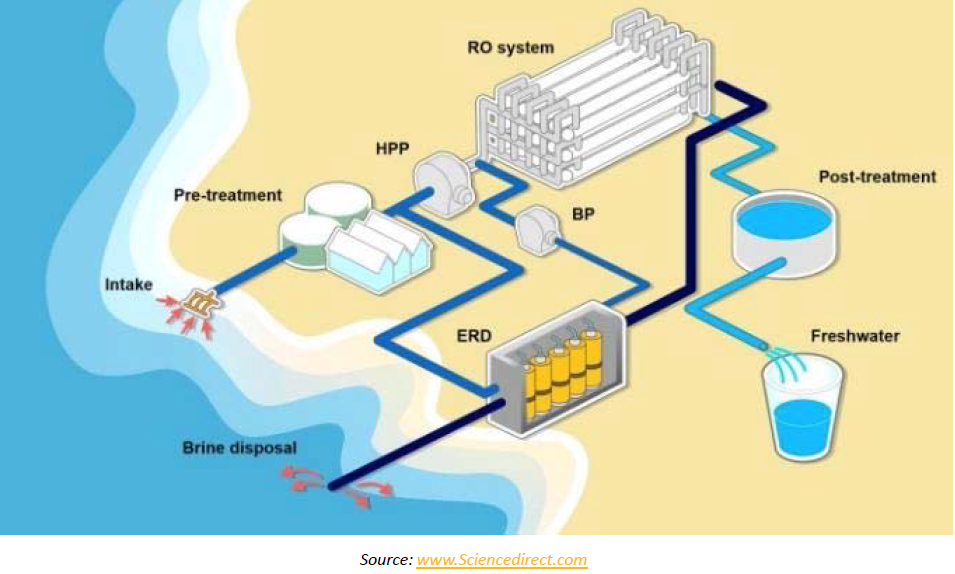 RO system
HPP
Pre-treatment
Post-treatment
BP
Intake
ERD
Freshwater
Brine disposal
Source: www.Sciencedirect.com